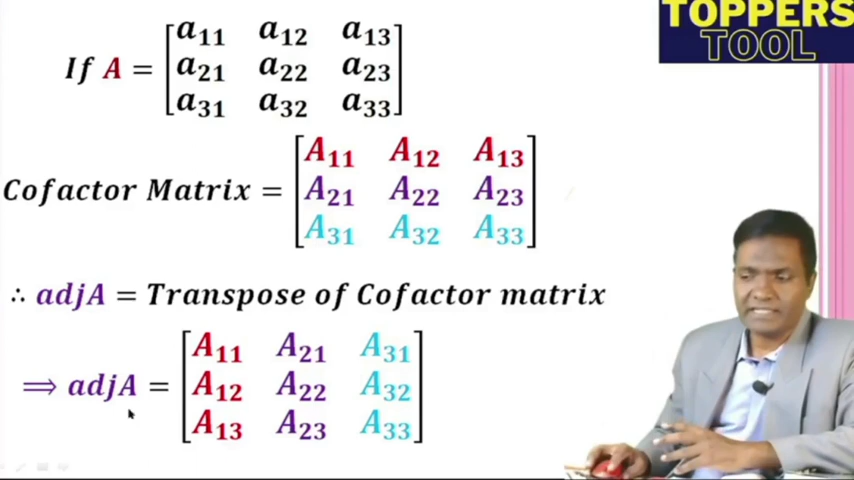 TOPPERS
TOOL
If A = [a₁₁ a₁₂ a₁₃
a₂₁ a₂₂ a₂₃
a₃₁ a₃₂ a₃₃]
Cofactor Matrix = [A₁₁ A₁₂ A₁₃
A₂₁ A₂₂ A₂₃
A₃₁ A₃₂ A₃₃]
∴ adjA = Transpose of Cofactor matrix
⟹ adjA = [A₁₁ A₂₁ A₃₁
A₁₂ A₂₂ A₃₂
A₁₃ A₂₃ A₃₃]